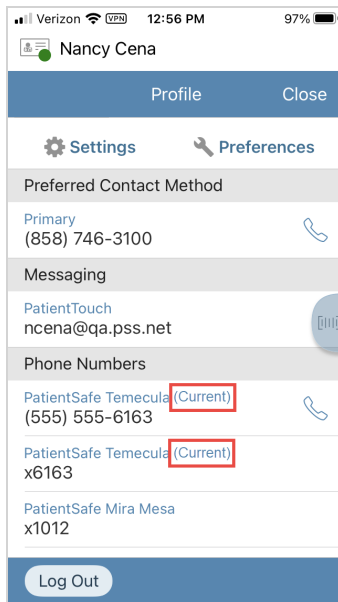 Verizon VPN 12:56 PM 97%
Nancy Cena
Profile Close
Settings Preferences
Preferred Contact Method
Primary
(858) 746-3100
Messaging
PatientTouch
ncena@qa.pss.net
Phone Numbers
PatientSafe Temecula (Current)
(555) 555-6163
PatientSafe Temecula (Current)
x6163
PatientSafe Mira Mesa
x1012
Log Out